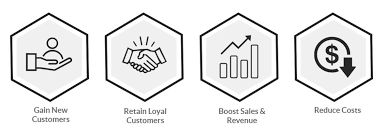 Gain New
Customers
Retain Loyal
Customers
Boost Sales &
Revenue
Reduce Costs
$